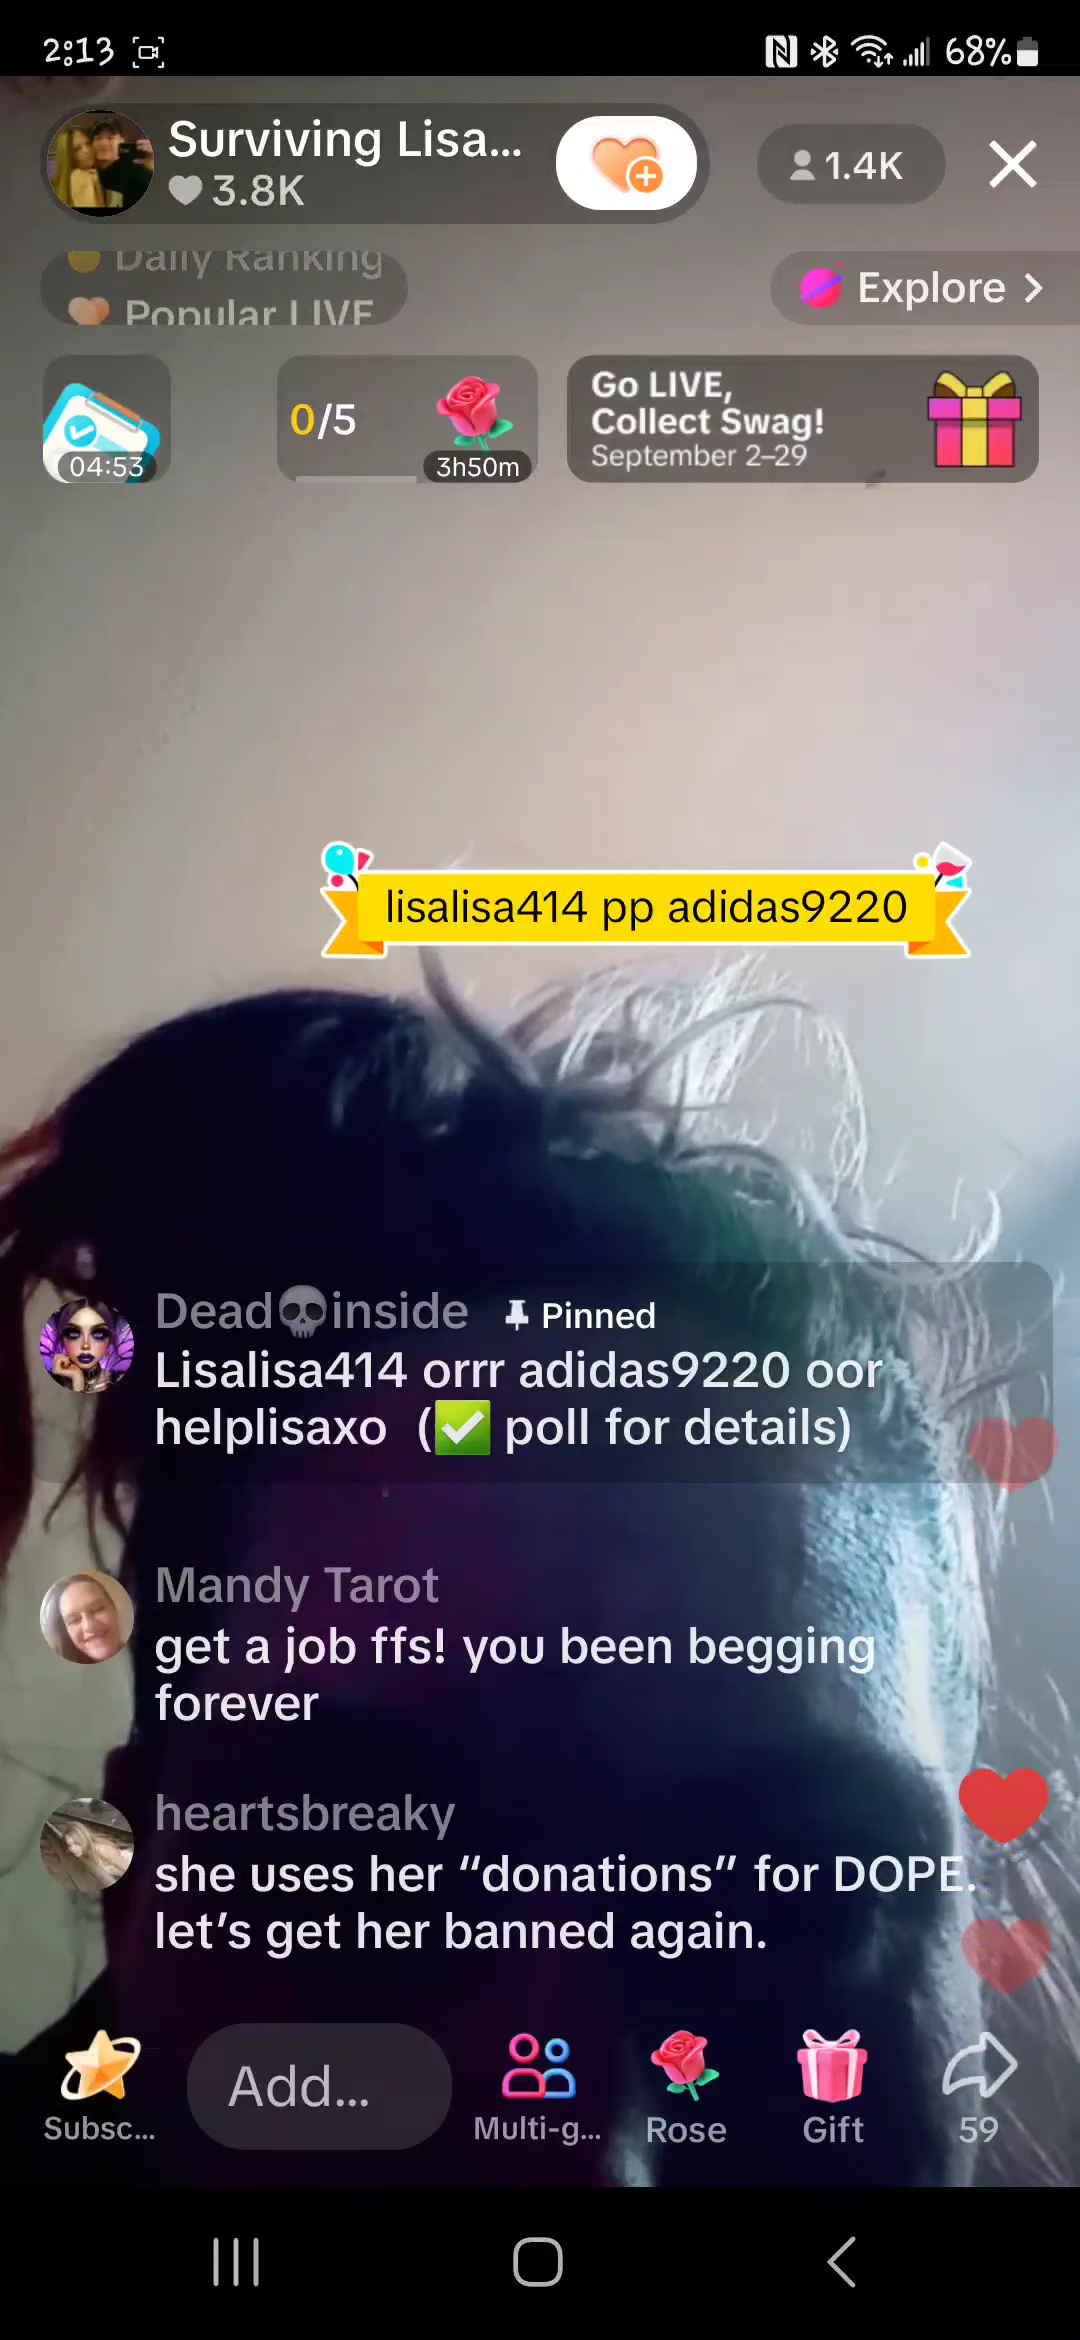 2:13
68%
Surviving Lisa...
3.8K
1.4K
Daily Ranking
Popular LIVE
Explore
04:53
0/5
3h50m
Go LIVE,
Collect Swag!
September 2–29
lisalisa414 pp adidas9220
Dead💀inside Pinned
Lisalisa414 orrr adidas9220 oor
helplisaxo (✅ poll for details)
Mandy Tarot
get a job ffs! you been begging
forever
heartsbreaky
she uses her “donations” for DOPE.
let’s get her banned again.
Add...
Subsc...
Multi-g...
Rose
Gift
59